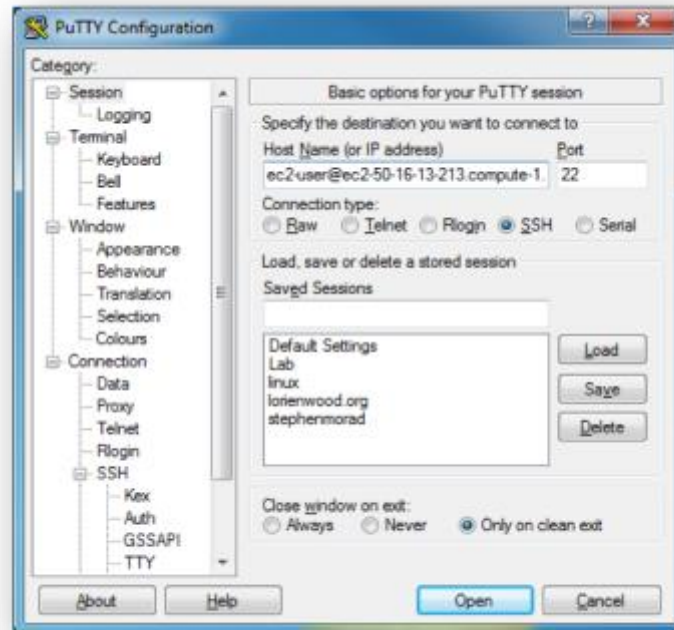 PuTTY Configuration
Category:
Session
Logging
Terminal
Keyboard
Bell
Features
Window
Appearance
Behaviour
Translation
Selection
Colours
Connection
Data
Proxy
Telnet
Rlogin
SSH
Kex
Auth
GSSAPI
TTY
Basic options for your PuTTY session
Specify the destination you want to connect to
Host Name (or IP address) Port
ec2-user@ec2-50-16-13-213.compute-1. 22
Connection type:
Raw Telnet Rlogin SSH Serial
Load, save or delete a stored session
Saved Sessions
Default Settings
Lab
linux
lorienwood.org
stephenmorad
Load
Save
Delete
Close window on exit:
Always Never Only on clean exit
About Help Open Cancel